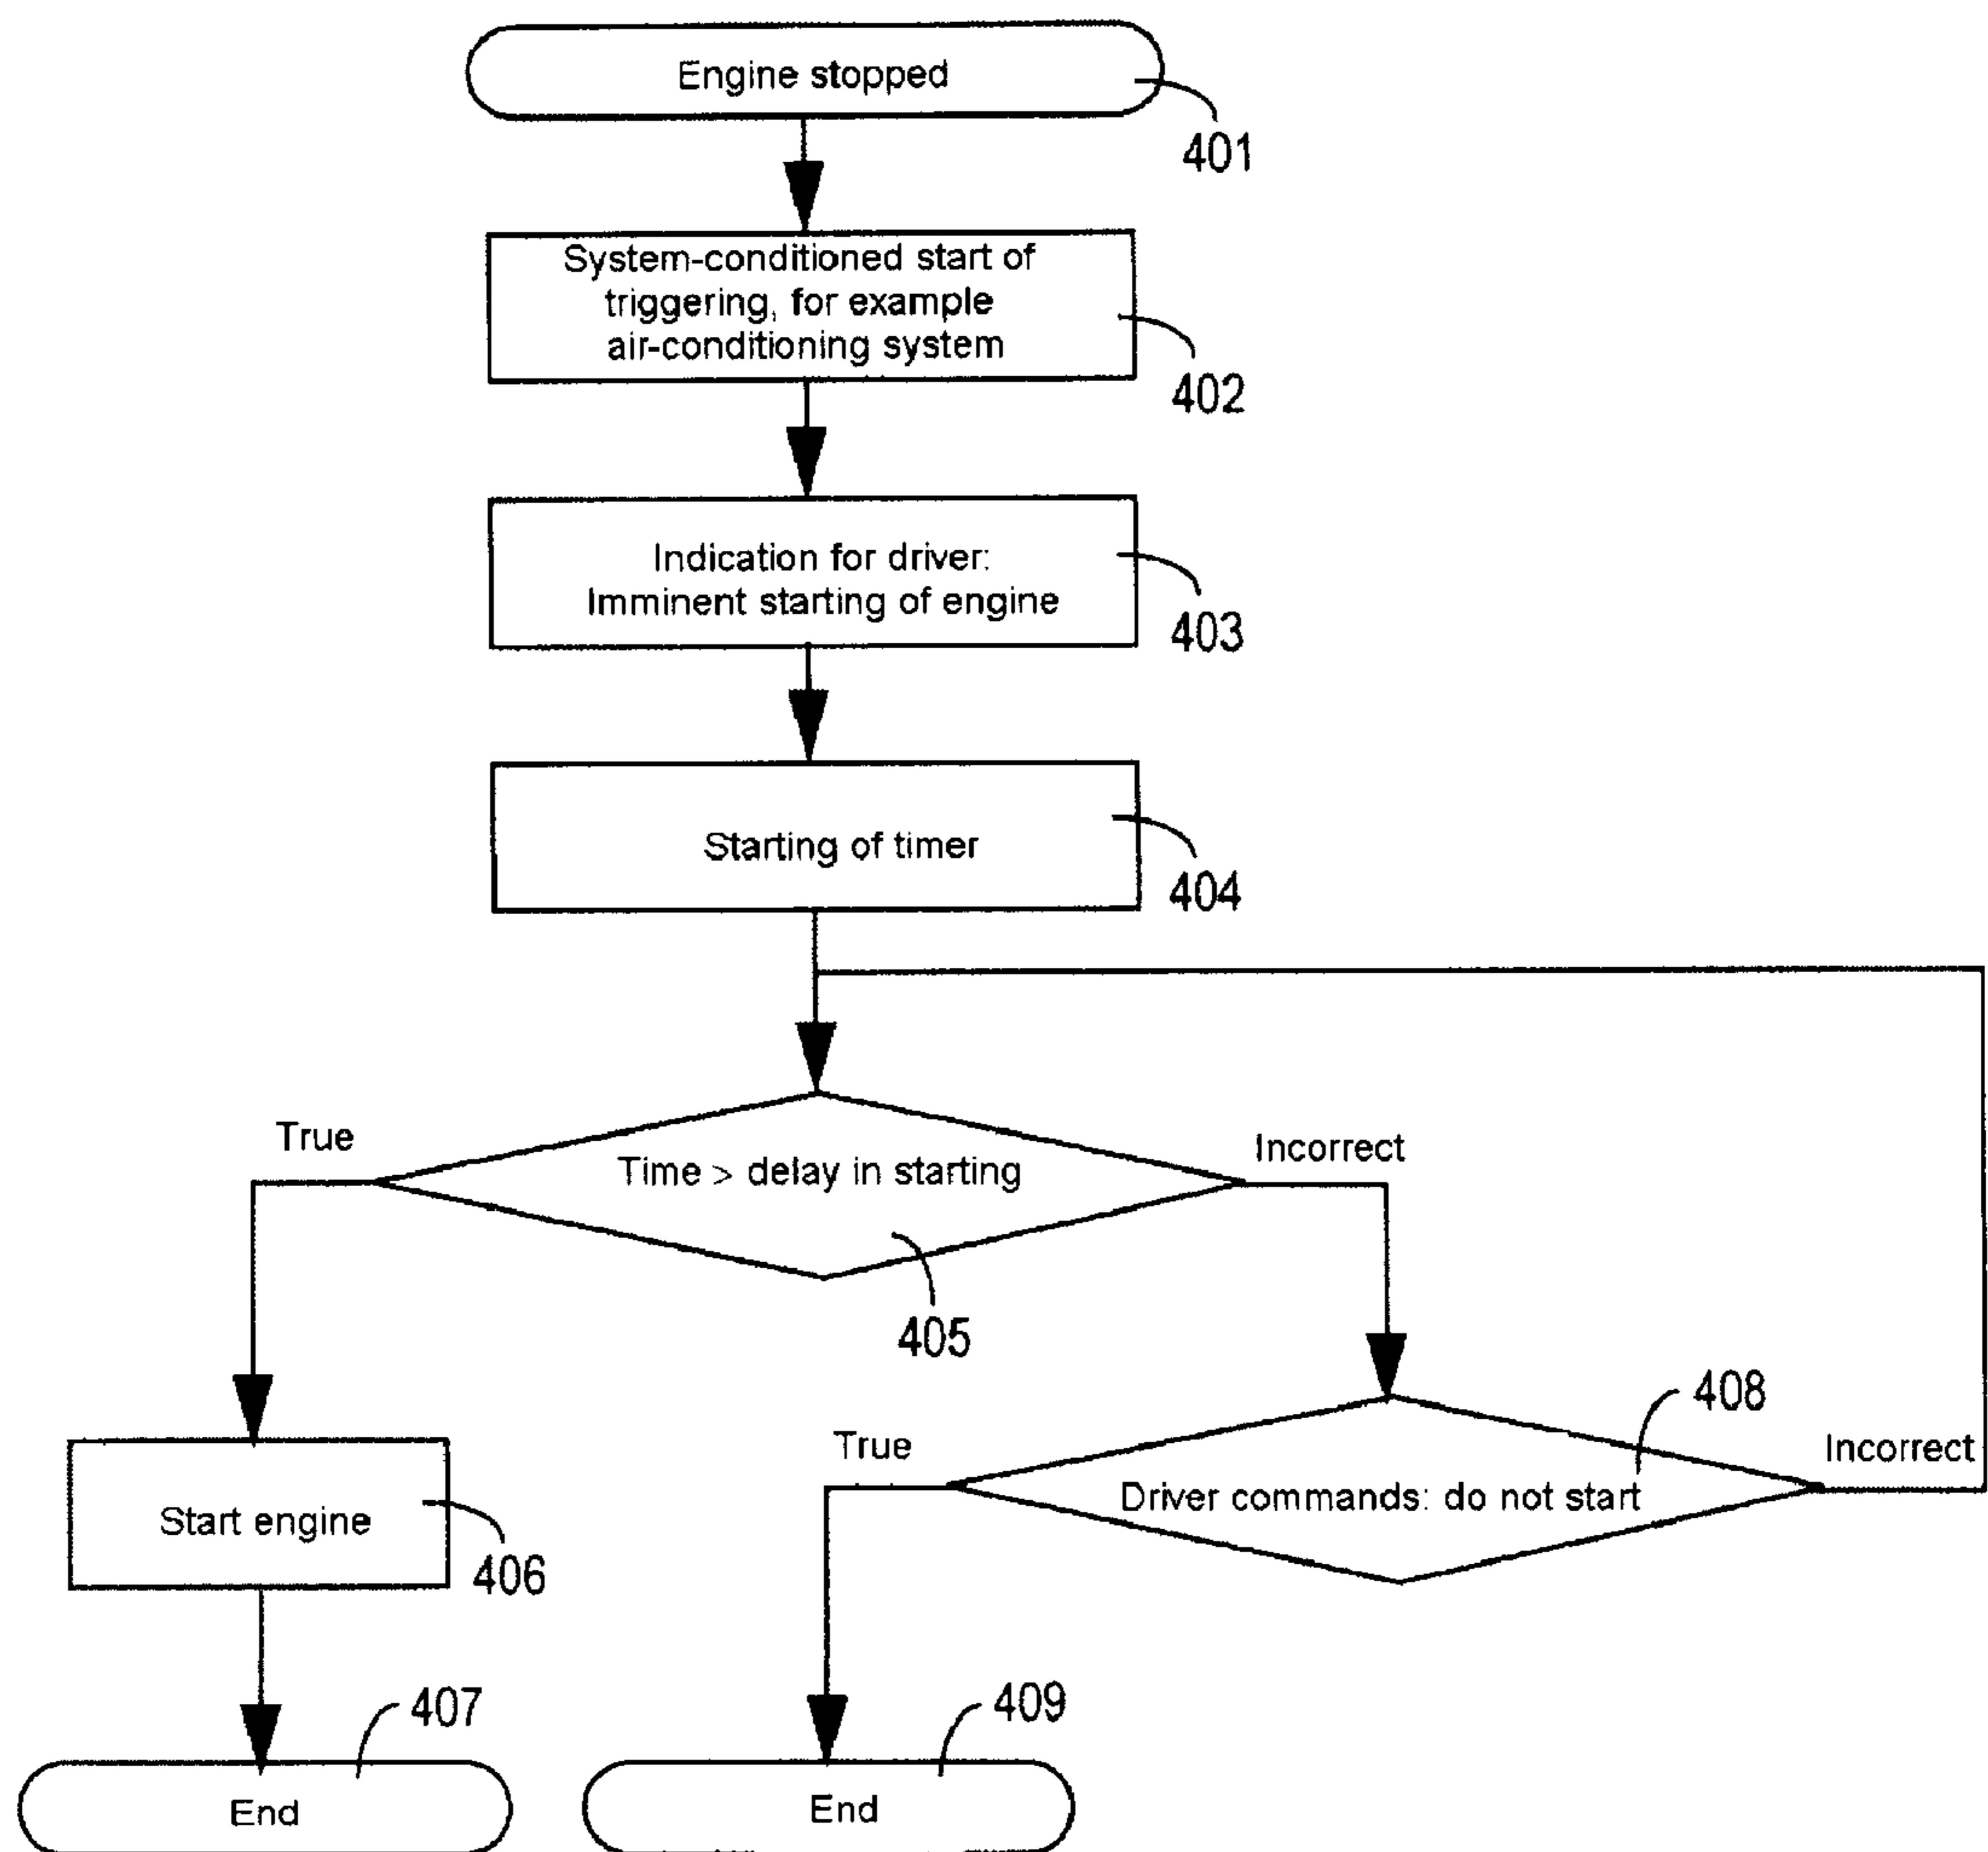 Engine stopped
401
System-conditioned start of
triggering, for example
air-conditioning system
402
Indication for driver:
Imminent starting of engine
403
Starting of timer
404
True
Time > delay in starting
Incorrect
405
408
True
Driver commands: do not start
Incorrect
Start engine
406
407
409
End
End